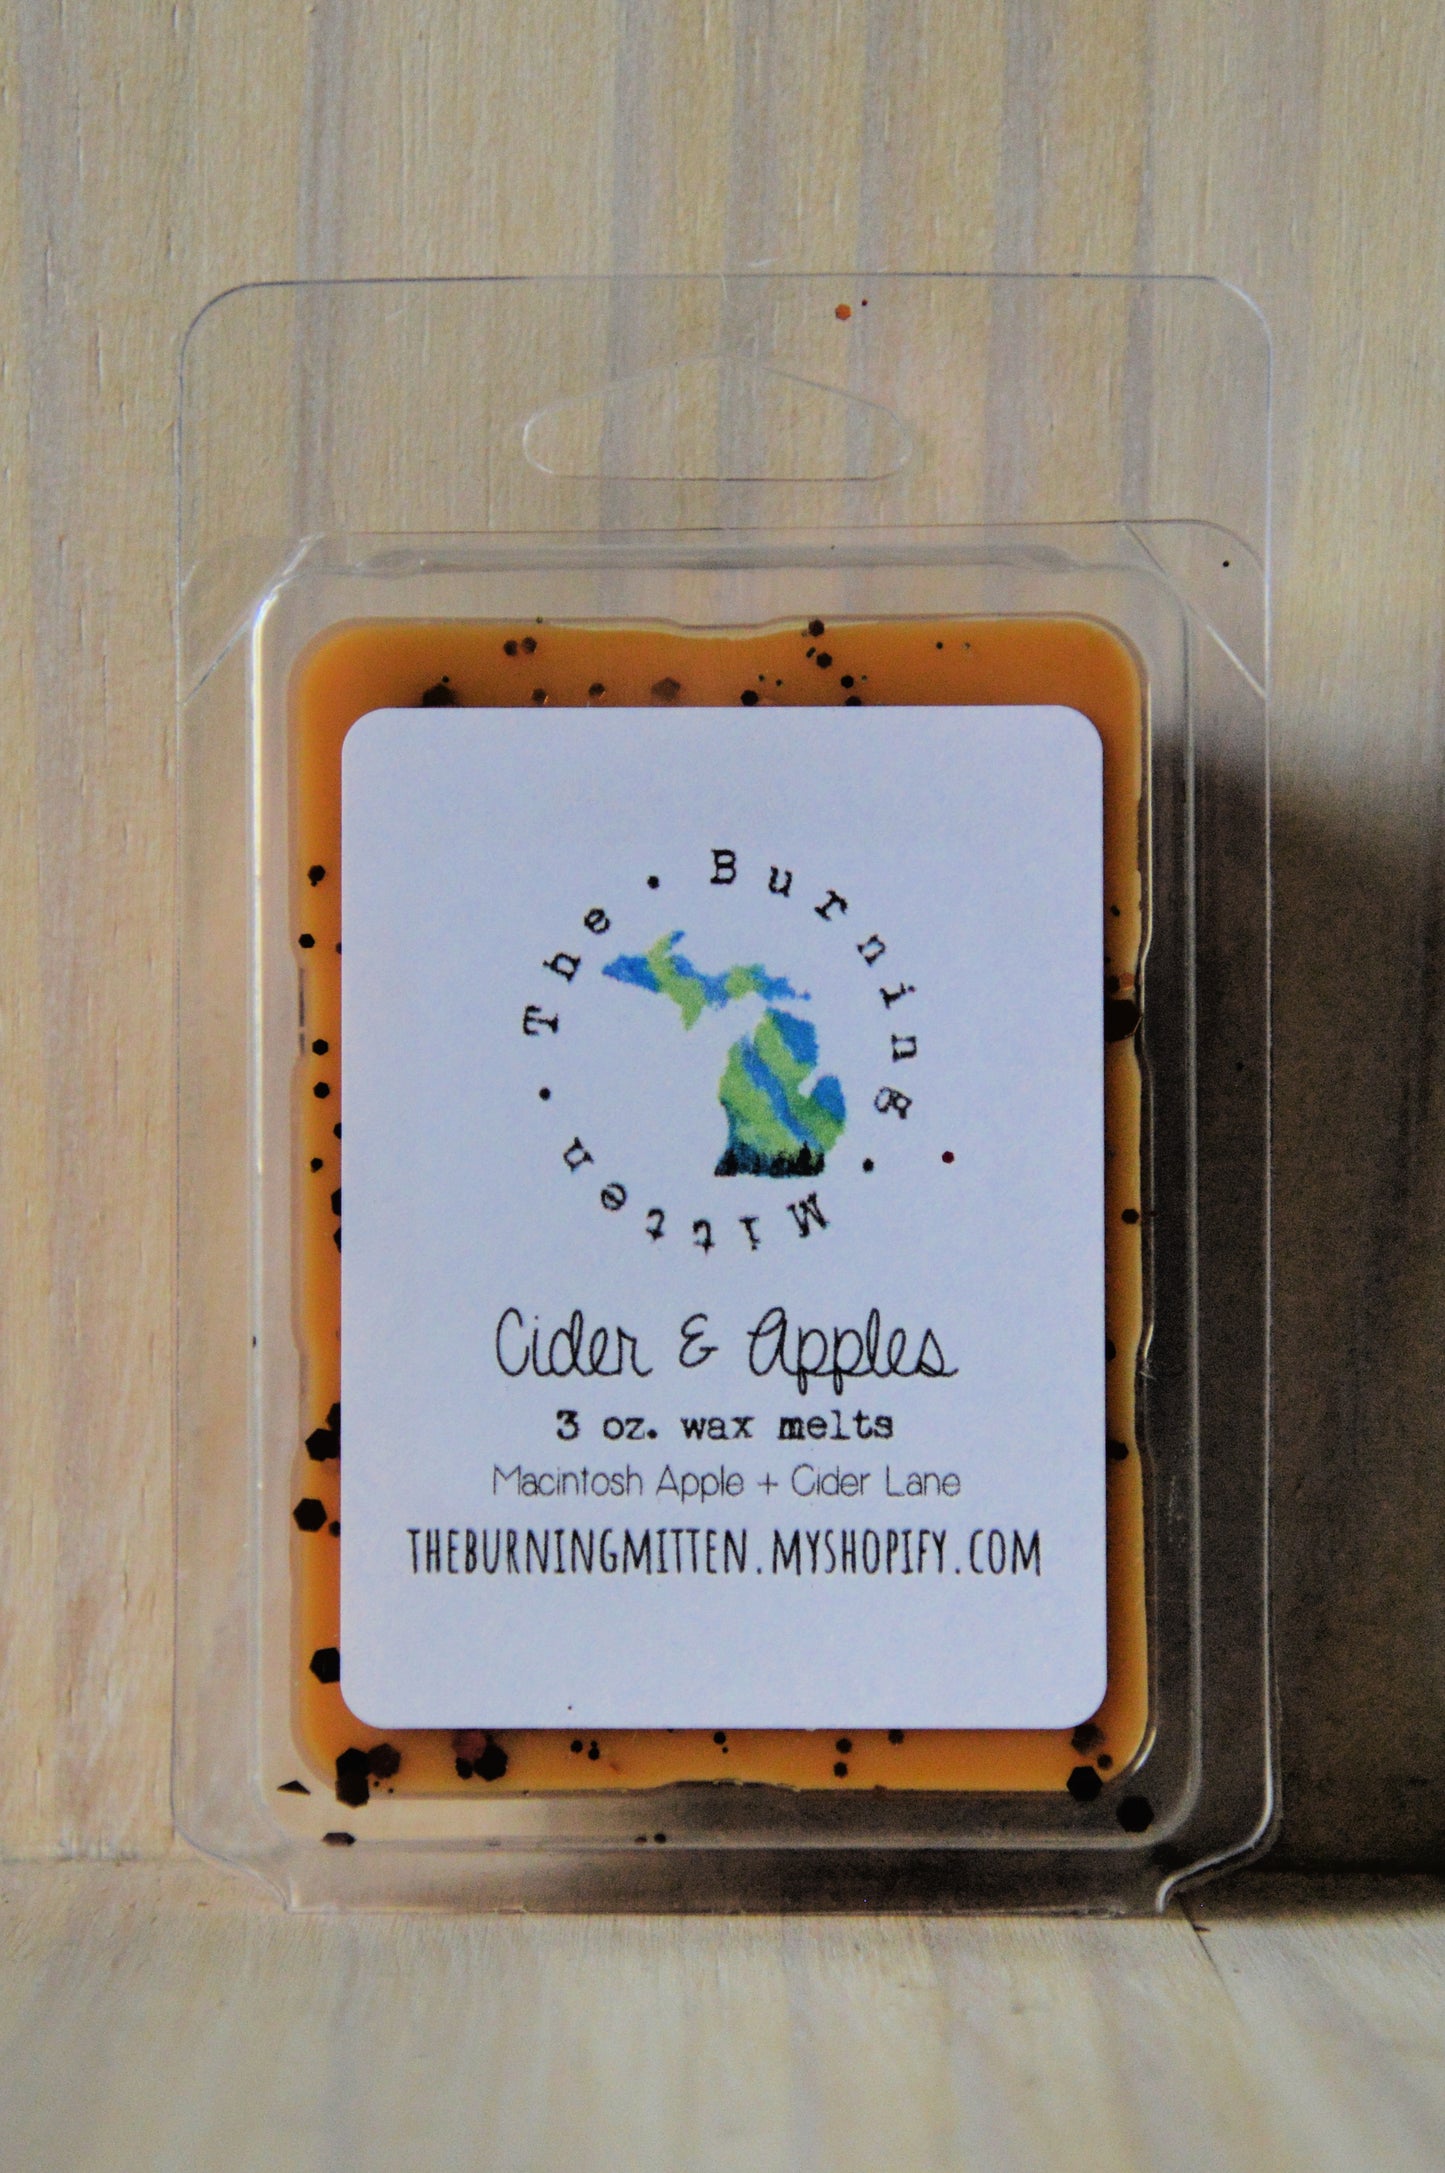 The • Burning • Mitten •
Cider & Apples
3 oz. wax melts
Macintosh Apple + Cider Lane
THEBURNINGMITTEN.MYSHOPIFY.COM